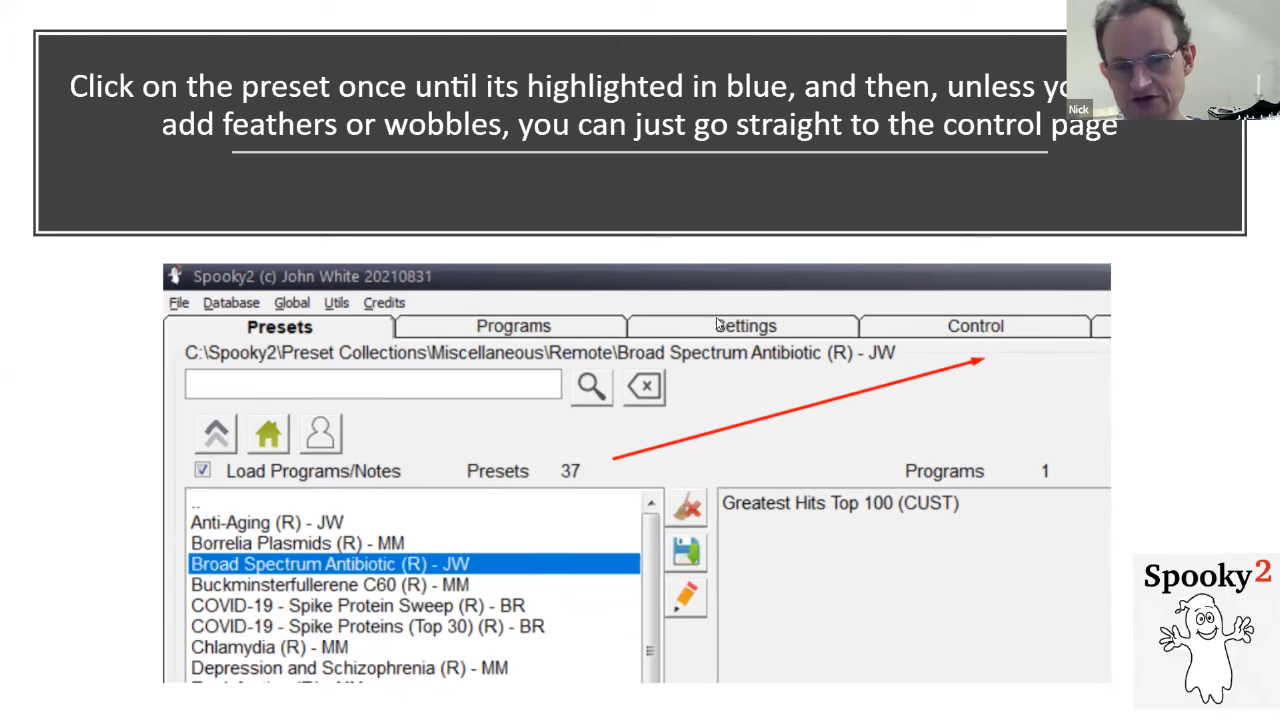 Click on the preset once until its highlighted in blue, and then, unless
add feathers or wobbles, you can just go straight to the control page
Nick
Spooky2 (c) John White 20210831
File Database Global Utils Credits
Presets Programs Settings Control
C:\Spooky2\Preset Collections\Miscellaneous\Remote\Broad Spectrum Antibiotic (R) - JW
Load Programs/Notes Presets 37 Programs 1
..
Anti-Aging (R) - JW
Borrelia Plasmids (R) - MM
Broad Spectrum Antibiotic (R) - JW
Buckminsterfullerene C60 (R) - MM
COVID-19 - Spike Protein Sweep (R) - BR
COVID-19 - Spike Proteins (Top 30) (R) - BR
Chlamydia (R) - MM
Depression and Schizophrenia (R) - MM
Greatest Hits Top 100 (CUST)
Spooky2